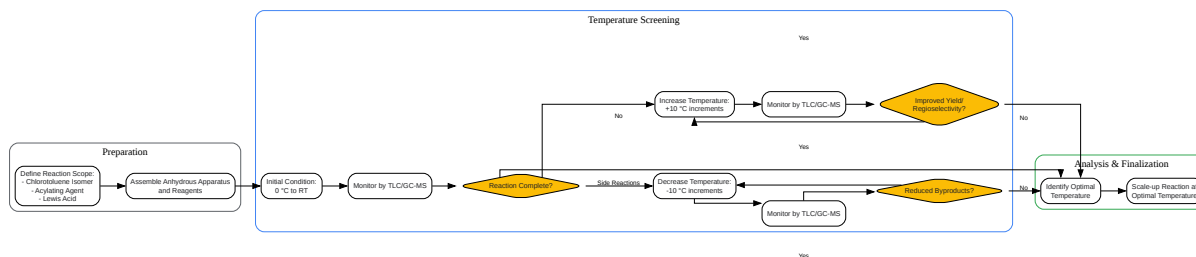 Temperature Screening
Yes
Increase Temperature:
+10 °C increments
Monitor by TLC/GC-MS
Improved Yield/
Regioselectivity?
No
No
Preparation
Yes
Analysis & Finalization
Define Reaction Scope:
- Chlorotoluene Isomer
- Acylating Agent
- Lewis Acid
Assemble Anhydrous Apparatus
and Reagents
Initial Condition:
0 °C to RT
Monitor by TLC/GC-MS
Reaction Complete?
Side Reactions
Decrease Temperature:
-10 °C increments
Monitor by TLC/GC-MS
Reduced Byproducts?
No
Identify Optimal
Temperature
Scale-up Reaction at
Optimal Temperature
Yes